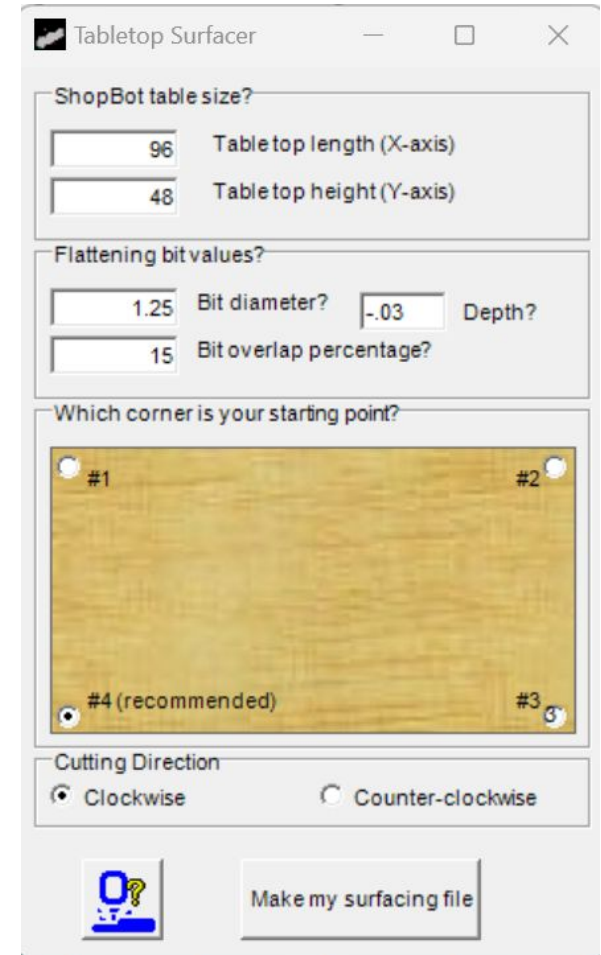 Tabletop Surfacer
ShopBot table size?
96 Table top length (X-axis)
48 Table top height (Y-axis)
Flattening bit values?
1.25 Bit diameter? -.03 Depth?
15 Bit overlap percentage?
Which corner is your starting point?
#1 #2
#4 (recommended) #3 3
Cutting Direction
Clockwise Counter-clockwise
? Make my surfacing file